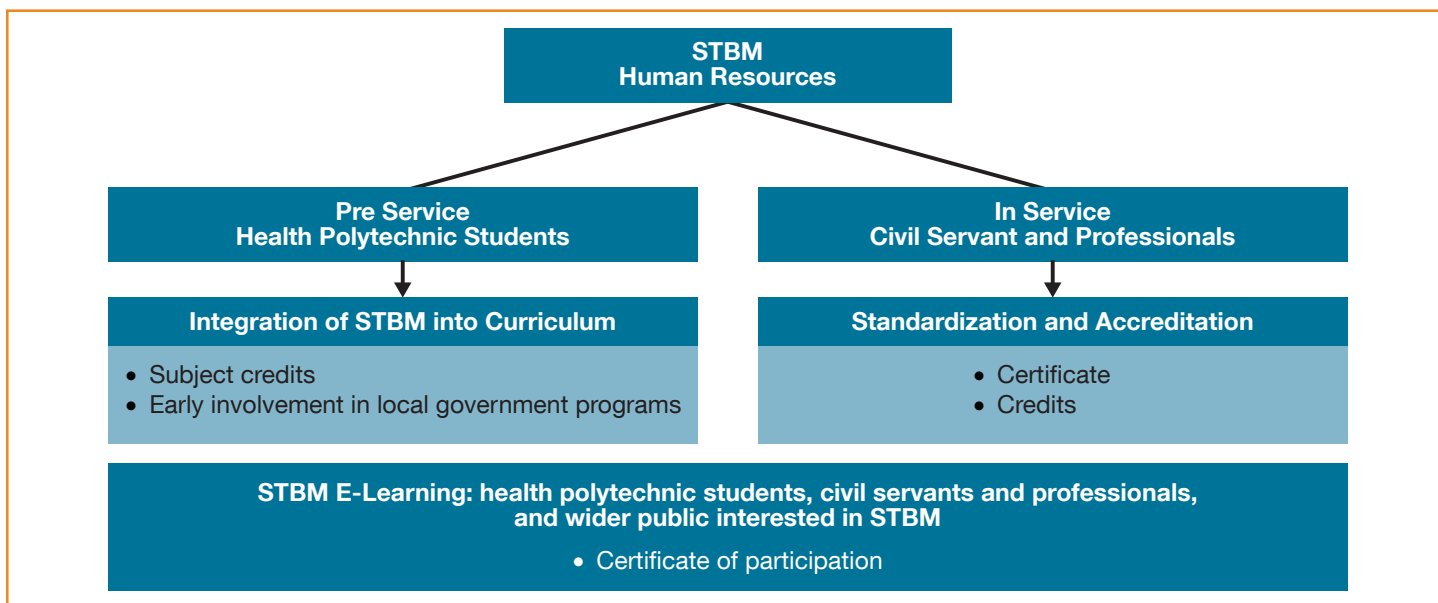 STBM
Human Resources
Pre Service
Health Polytechnic Students
In Service
Civil Servant and Professionals
Integration of STBM into Curriculum
• Subject credits
• Early involvement in local government programs
Standardization and Accreditation
• Certificate
• Credits
STBM E-Learning: health polytechnic students, civil servants and professionals,
and wider public interested in STBM
• Certificate of participation